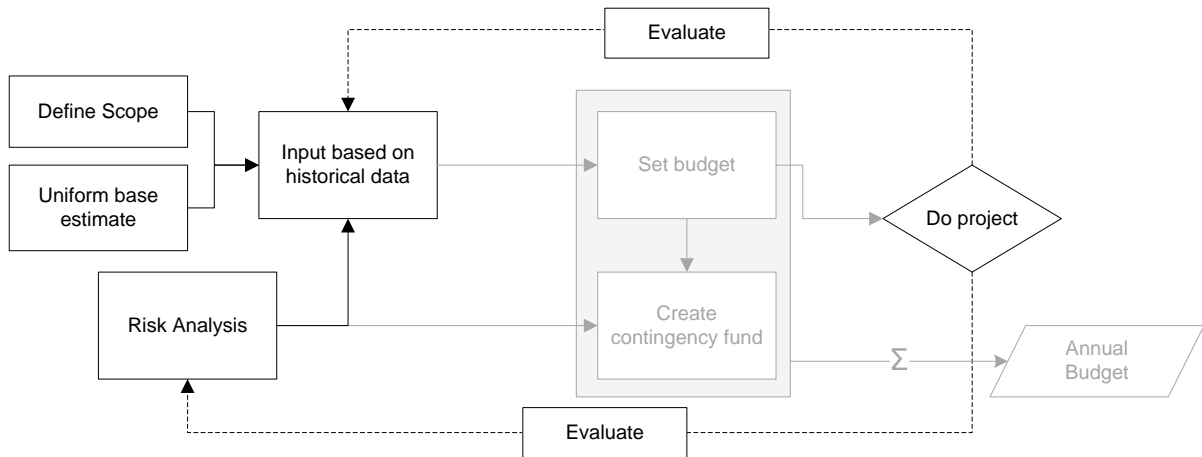 Evaluate
Define Scope
Input based on
historical data
Set budget
Uniform base
estimate
Do project
Risk Analysis
Create
contingency fund
Σ
Annual
Budget
Evaluate